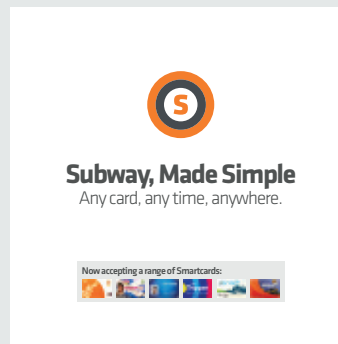 S
Subway, Made Simple
Any card, any time, anywhere.
Now accepting a range of Smartcards: